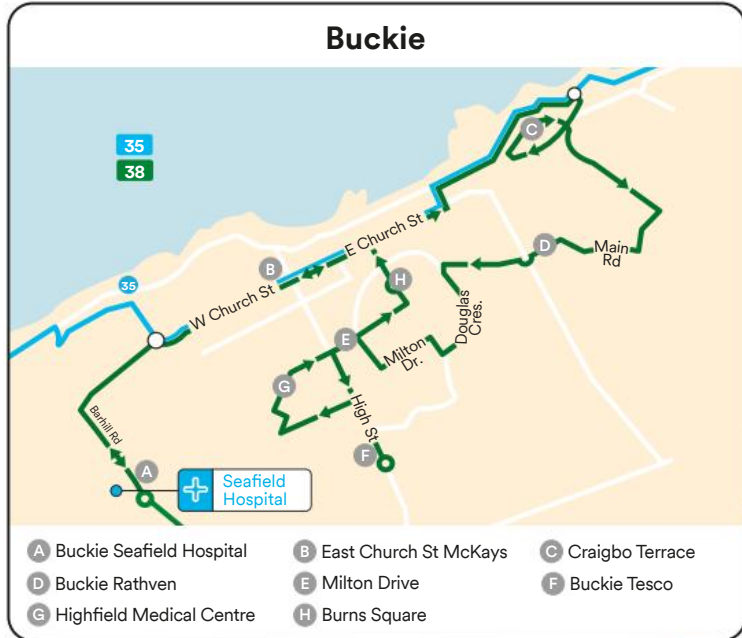 Buckie
35
38
C
E Church St
B
D
Main
Rd
35
H
W Church St
Douglas
Cres.
E
Milton
Dr.
G
High St
Barhill Rd
F
A
Seafield
Hospital
A Buckie Seafield Hospital
B East Church St McKays
C Craigbo Terrace
D Buckie Rathven
E Milton Drive
F Buckie Tesco
G Highfield Medical Centre
H Burns Square